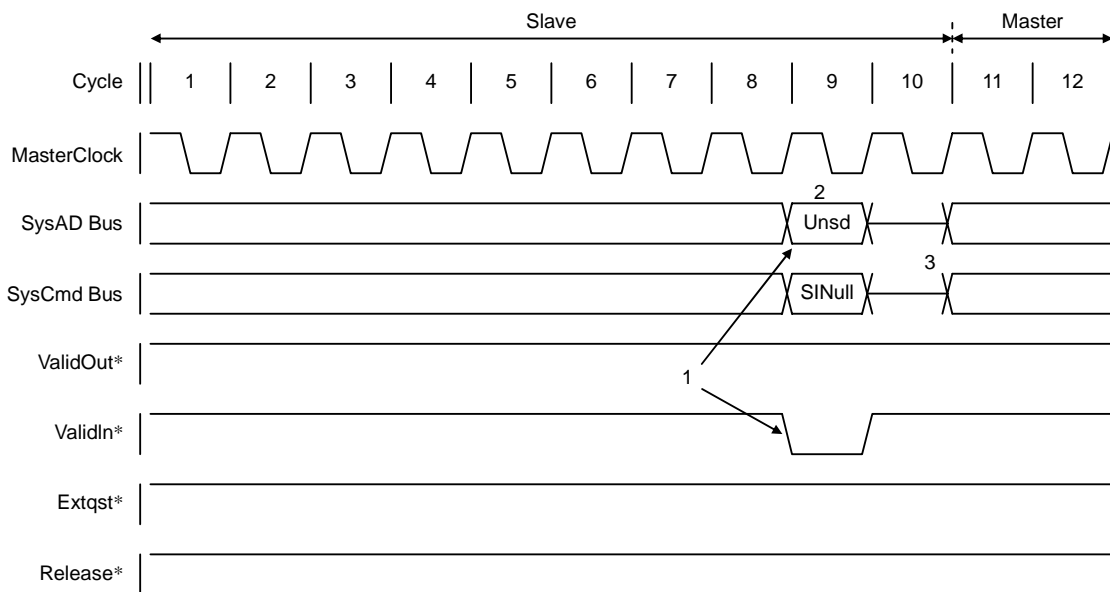 Slave Master
Cycle 1 2 3 4 5 6 7 8 9 10 11 12
MasterClock
2
SysAD Bus Unsd
3
SysCmd Bus SINull
ValidOut*
1
ValidIn*
Extqst*
Release*